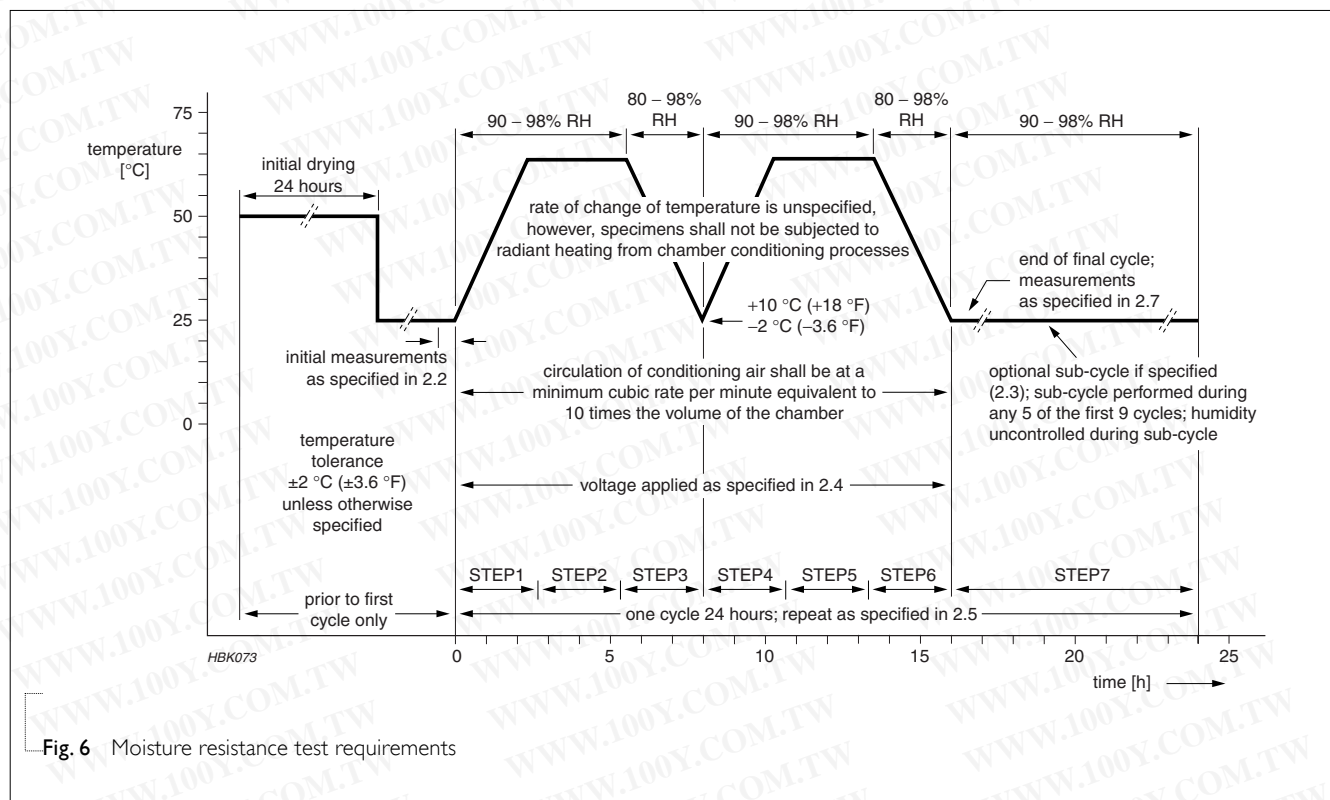 80 – 98%
80 – 98%
90 – 98% RH
RH
90 – 98% RH
RH
90 – 98% RH
75
temperature
[°C]
initial drying
24 hours
50
rate of change of temperature is unspecified,
however, specimens shall not be subjected to
radiant heating from chamber conditioning processes
end of final cycle;
measurements
as specified in 2.7
+10 °C (+18 °F)
–2 °C (–3.6 °F)
25
initial measurements
as specified in 2.2
circulation of conditioning air shall be at a
minimum cubic rate per minute equivalent to
10 times the volume of the chamber
optional sub-cycle if specified
(2.3); sub-cycle performed during
any 5 of the first 9 cycles; humidity
uncontrolled during sub-cycle
0
temperature
tolerance
±2 °C (±3.6 °F)
unless otherwise
specified
voltage applied as specified in 2.4
STEP1
STEP2
STEP3
STEP4
STEP5
STEP6
STEP7
prior to first
cycle only
one cycle 24 hours; repeat as specified in 2.5
HBK073
0
5
10
15
20
25
time [h]
Fig. 6 Moisture resistance test requirements
WWW.100Y.COM.TW